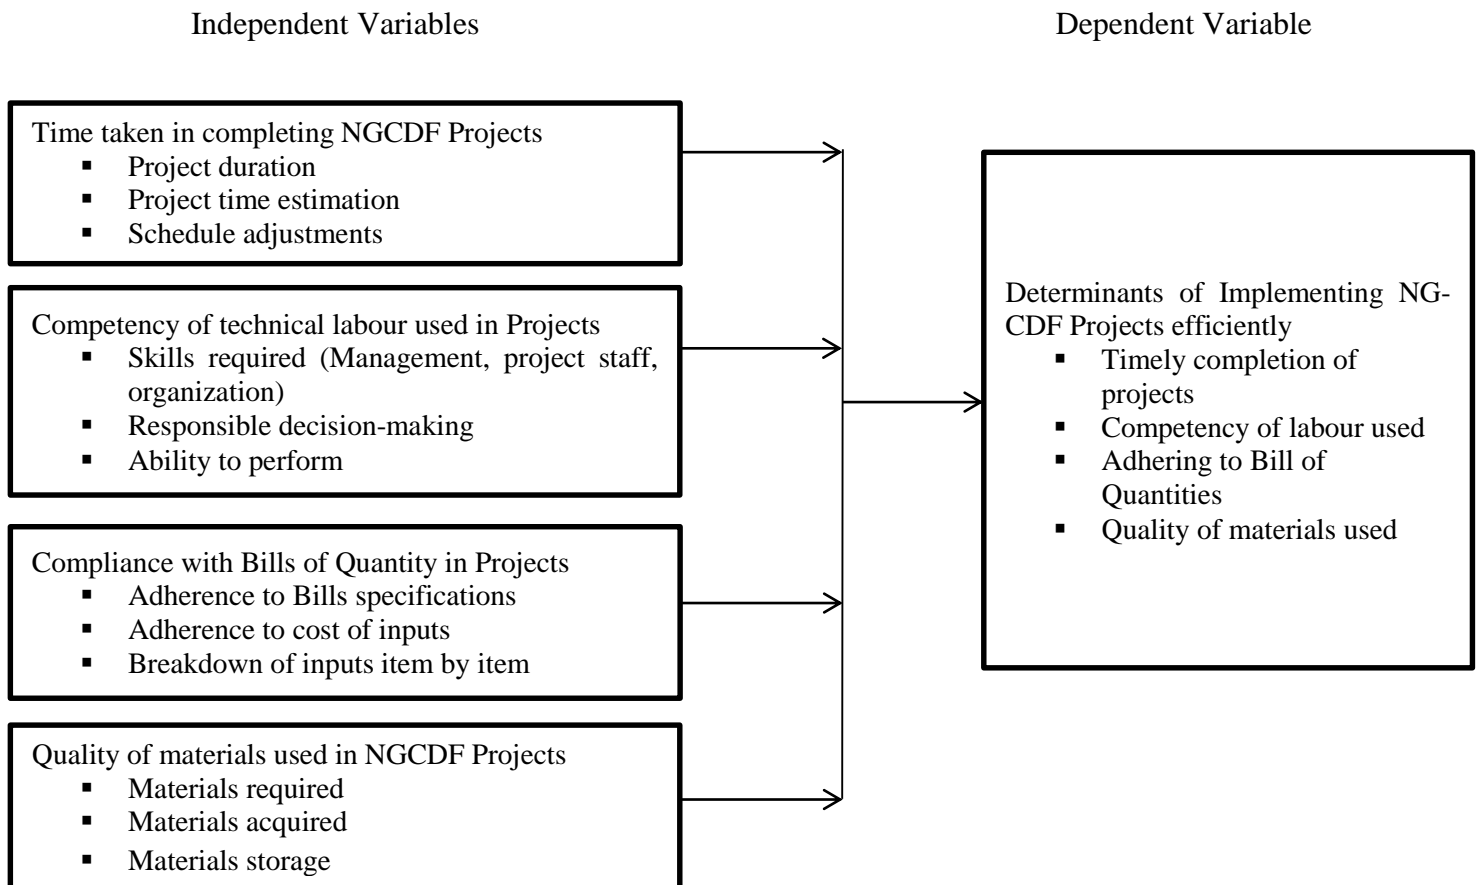 Independent Variables
Dependent Variable
Time taken in completing NGCDF Projects
▪ Project duration
▪ Project time estimation
▪ Schedule adjustments
Competency of technical labour used in Projects
▪ Skills required (Management, project staff,
organization)
▪ Responsible decision-making
▪ Ability to perform
Compliance with Bills of Quantity in Projects
▪ Adherence to Bills specifications
▪ Adherence to cost of inputs
▪ Breakdown of inputs item by item
Quality of materials used in NGCDF Projects
▪ Materials required
▪ Materials acquired
▪ Materials storage
Determinants of Implementing NG-
CDF Projects efficiently
▪ Timely completion of
projects
▪ Competency of labour used
▪ Adhering to Bill of
Quantities
▪ Quality of materials used